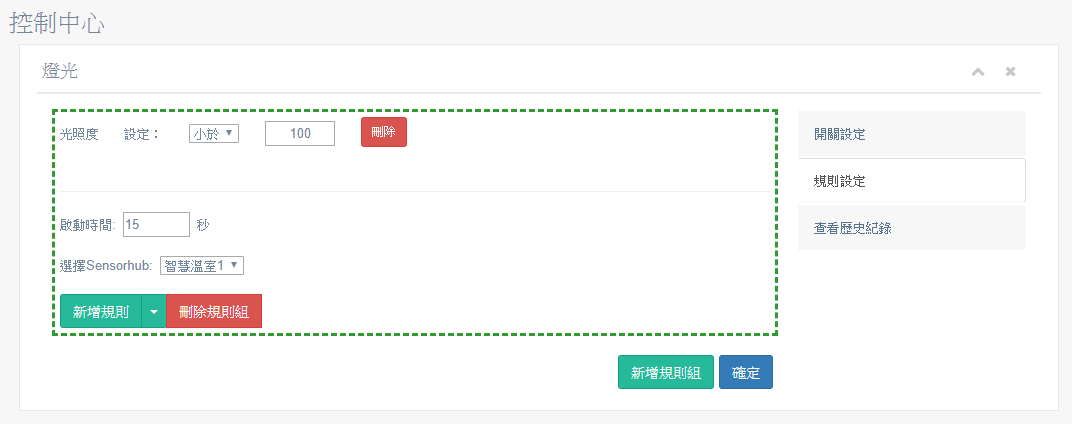 控制中心
燈光
光照度 設定： 小於 100 刪除
啟動時間: 15 秒
選擇Sensorhub: 智慧溫室1
新增規則 刪除規則組
新增規則組 確定
開關設定
規則設定
查看歷史紀錄